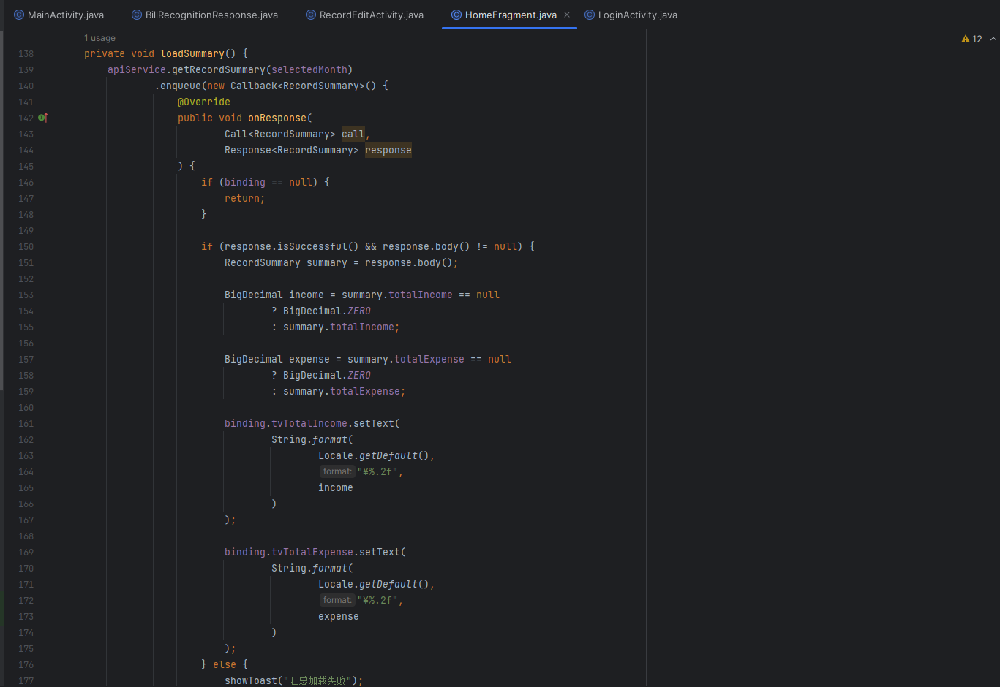 MainActivity.java BillRecognitionResponse.java RecordEditActivity.java HomeFragment.java LoginActivity.java
1 usage
12
138 private void loadSummary() {
139 apiService.getRecordSummary(selectedMonth)
140 .enqueue(new Callback<RecordSummary>() {
141 @Override
142 public void onResponse(
143 Call<RecordSummary> call,
144 Response<RecordSummary> response
145 ) {
146 if (binding == null) {
147 return;
148 }
149
150 if (response.isSuccessful() && response.body() != null) {
151 RecordSummary summary = response.body();
152
153 BigDecimal income = summary.totalIncome == null
154 ? BigDecimal.ZERO
155 : summary.totalIncome;
156
157 BigDecimal expense = summary.totalExpense == null
158 ? BigDecimal.ZERO
159 : summary.totalExpense;
160
161 binding.tvTotalIncome.setText(
162 String.format(
163 Locale.getDefault(),
164 format: "¥%.2f",
165 income
166 )
167 );
168
169 binding.tvTotalExpense.setText(
170 String.format(
171 Locale.getDefault(),
172 format: "¥%.2f",
173 expense
174 )
175 );
176 } else {
177 showToast("汇总加载失败");